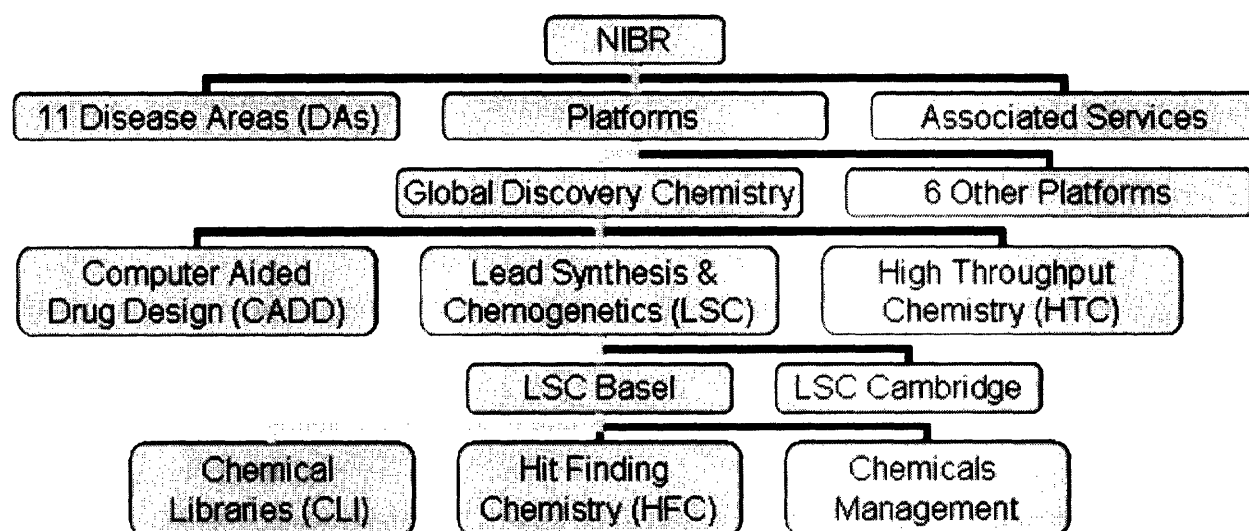 NIBR
11 Disease Areas (DAs)
Platforms
Associated Services
Global Discovery Chemistry
6 Other Platforms
Computer Aided
Drug Design (CADD)
Lead Synthesis &
Chemogenetics (LSC)
High Throughput
Chemistry (HTC)
LSC Basel
LSC Cambridge
Chemical
Libraries (CLI)
Hit Finding
Chemistry (HFC)
Chemicals
Management